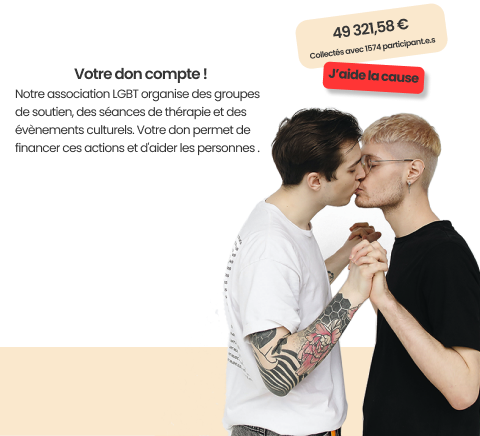 49 321,58 €
Collectés avec 1574 participant.e.s
J'aide la cause
Votre don compte !
Notre association LGBT organise des groupes
de soutien, des séances de thérapie et des
évènements culturels. Votre don permet de
financer ces actions et d'aider les personnes .